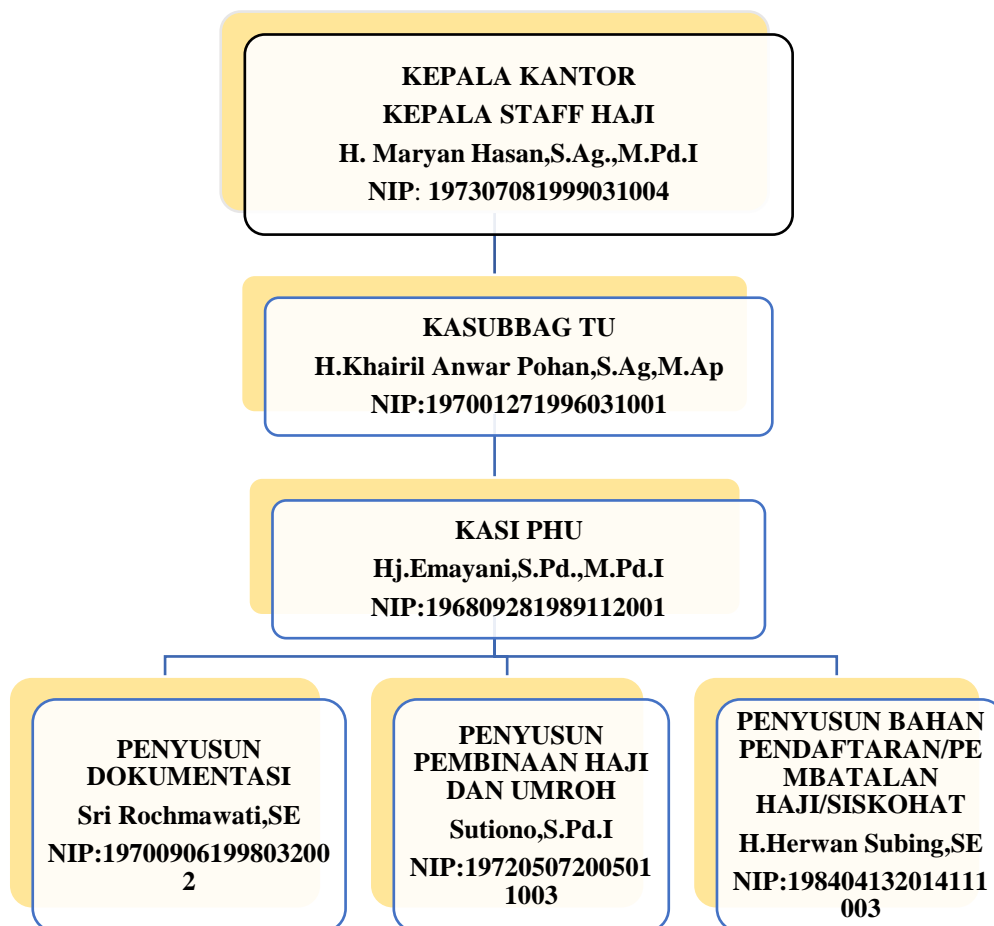 KEPALA KANTOR
KEPALA STAFF HAJI
H. Maryan Hasan,S.Ag.,M.Pd.I
NIP: 197307081999031004
KASUBBAG TU
H.Khairil Anwar Pohan,S.Ag,M.Ap
NIP:197001271996031001
KASI PHU
Hj.Emayani,S.Pd.,M.Pd.I
NIP:196809281989112001
PENYUSUN
DOKUMENTASI
Sri Rochmawati,SE
NIP:19700906199803200
2
PENYUSUN
PEMBINAAN HAJI
DAN UMROH
Sutiono,S.Pd.I
NIP:19720507200501
1003
PENYUSUN BAHAN
PENDAFTARAN/PE
MBATALAN
HAJI/SISKOHAT
H.Herwan Subing,SE
NIP:198404132014111
003